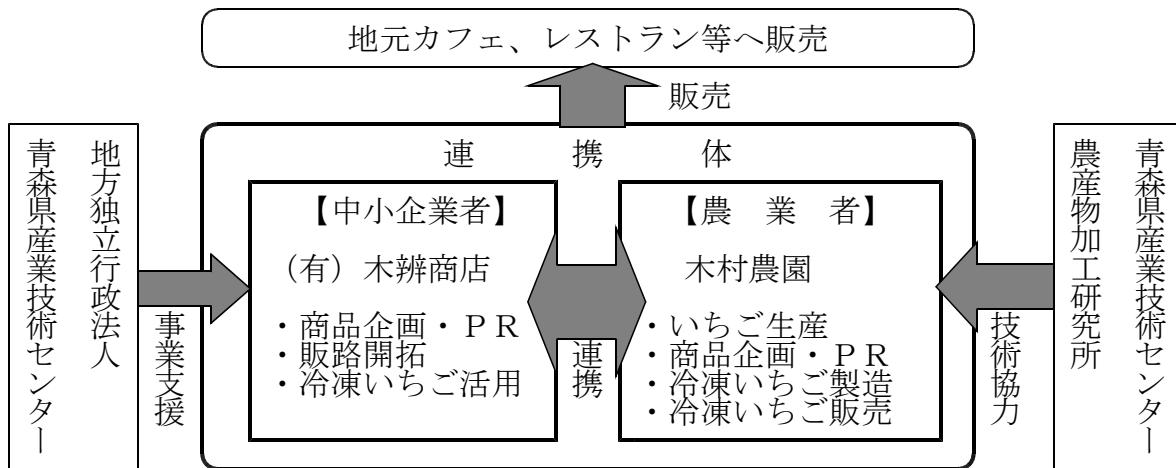 地元カフェ、レストラン等へ販売
販売
地方独立行政法人
青森県産業技術センター
事業支援
連携体
【中小企業者】
（有）木辨商店
・商品企画・ＰＲ
・販路開拓
・冷凍いちご活用
連携
【農業者】
木村農園
・いちご生産
・商品企画・ＰＲ
・冷凍いちご製造
・冷凍いちご販売
技術協力
青森県産業技術センター
農産物加工研究所